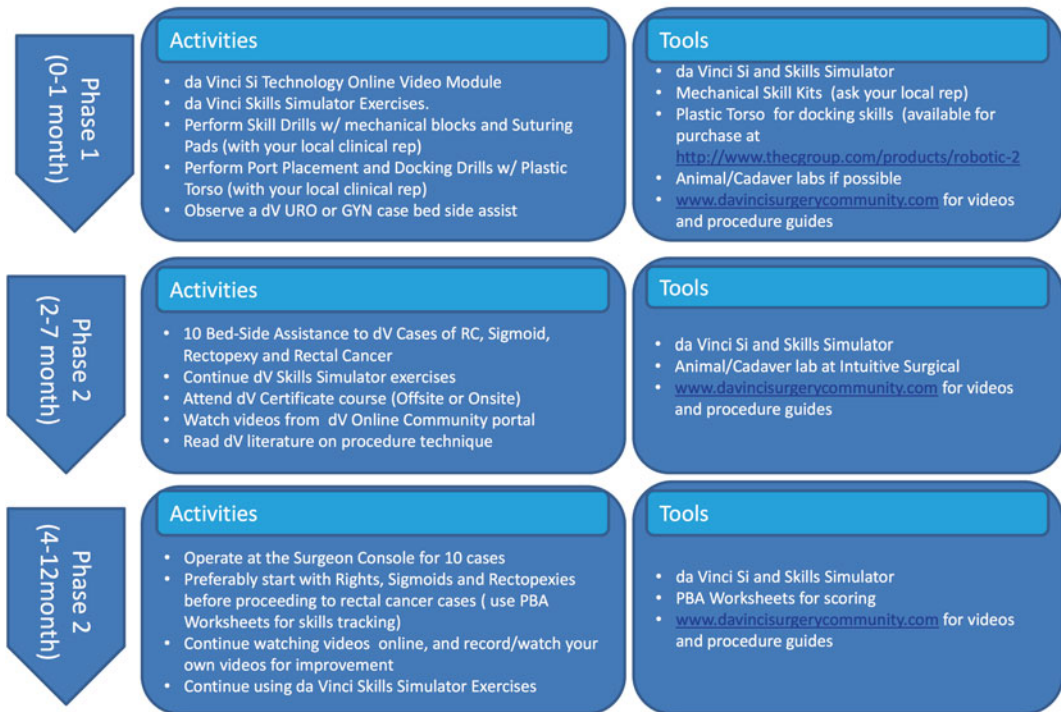 Phase 1
(0-1 month)
Activities
• da Vinci Si Technology Online Video Module
• da Vinci Skills Simulator Exercises.
• Perform Skill Drills w/ mechanical blocks and Suturing
Pads (with your local clinical rep)
• Perform Port Placement and Docking Drills w/ Plastic
Torso (with your local clinical rep)
• Observe a dV URO or GYN case bed side assist
Tools
• da Vinci Si and Skills Simulator
• Mechanical Skill Kits (ask your local rep)
• Plastic Torso for docking skills (available for
purchase at
http://www.thecgroup.com/products/robotic-2
• Animal/Cadaver labs if possible
• www.davincisurgerycommunity.com for videos
and procedure guides
Phase 2
(2-7 month)
Activities
• 10 Bed-Side Assistance to dV Cases of RC, Sigmoid,
Rectopexy and Rectal Cancer
• Continue dV Skills Simulator exercises
• Attend dV Certificate course (Offsite or Onsite)
• Watch videos from dV Online Community portal
• Read dV literature on procedure technique
Tools
• da Vinci Si and Skills Simulator
• Animal/Cadaver lab at Intuitive Surgical
• www.davincisurgerycommunity.com for videos
and procedure guides
Phase 2
(4-12month)
Activities
• Operate at the Surgeon Console for 10 cases
• Preferably start with Rights, Sigmoids and Rectopexies
before proceeding to rectal cancer cases ( use PBA
Worksheets for skills tracking)
• Continue watching videos online, and record/watch your
own videos for improvement
• Continue using da Vinci Skills Simulator Exercises
Tools
• da Vinci Si and Skills Simulator
• PBA Worksheets for scoring
• www.davincisurgerycommunity.com for videos
and procedure guides